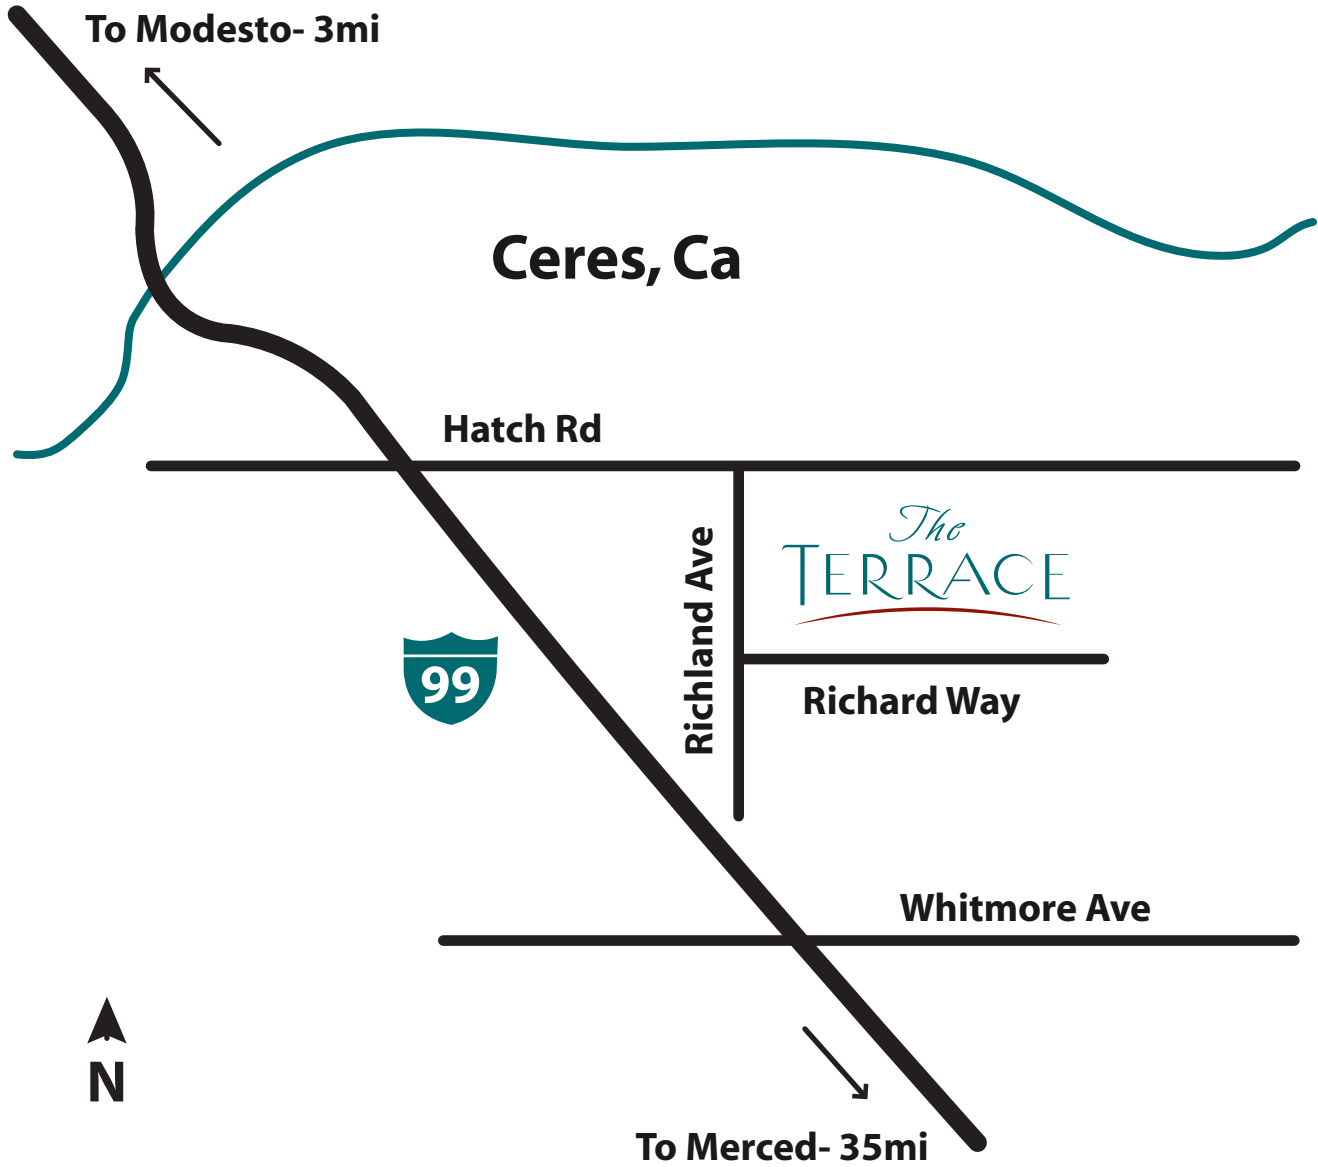 To Modesto- 3mi
Ceres, Ca
Hatch Rd
The
TERRACE
Richland Ave
99
Richard Way
Whitmore Ave
N
To Merced- 35mi